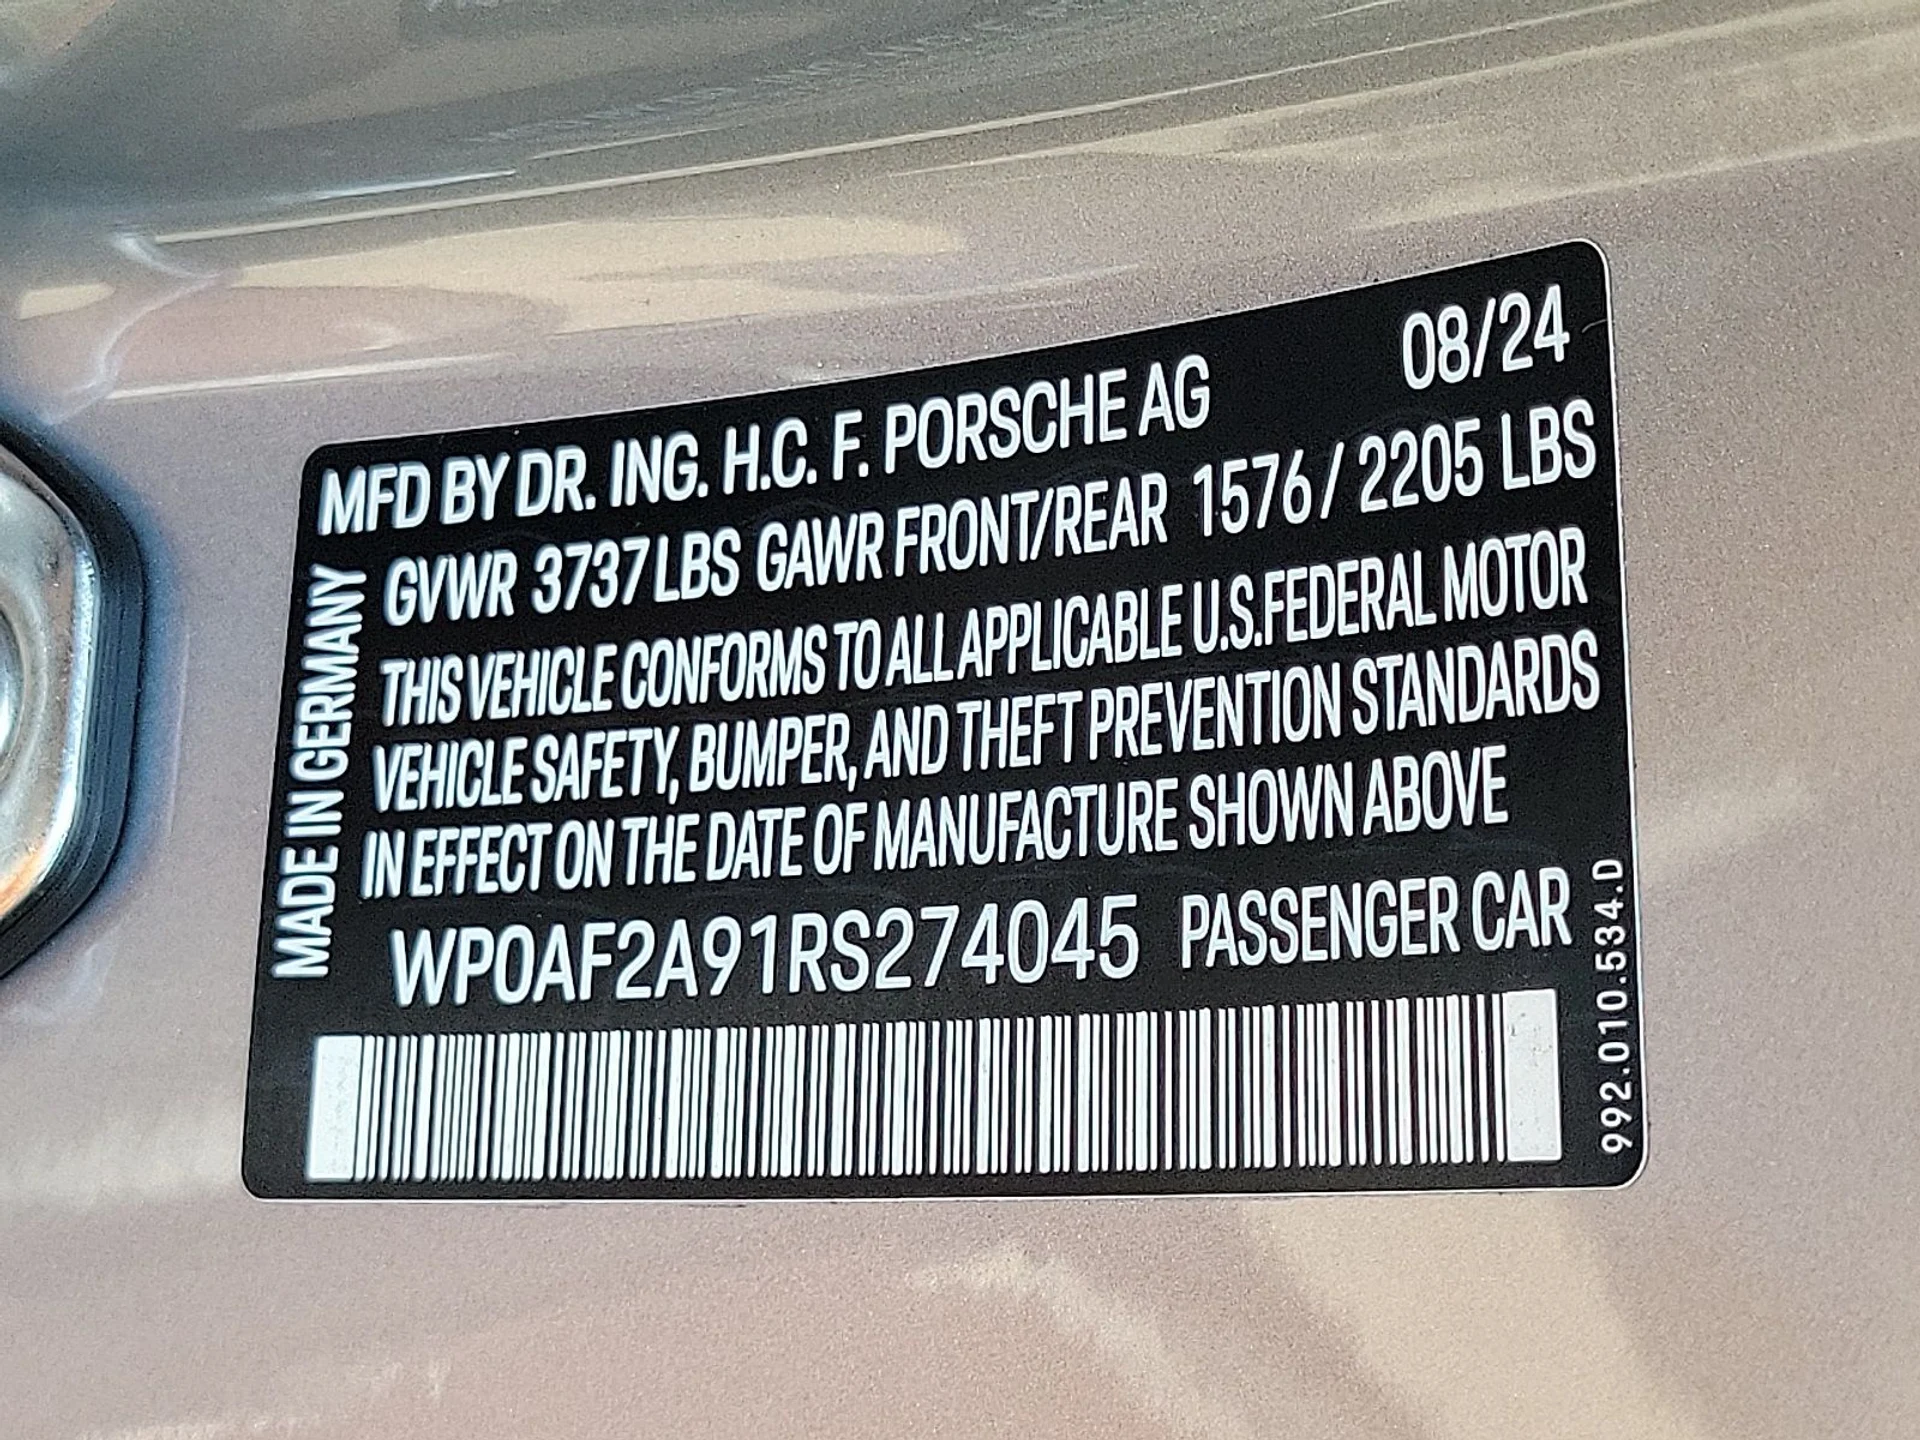 MFD BY DR. ING. H.C. F. PORSCHE AG 08/24
GVWR 3737 LBS GAWR FRONT/REAR 1576 / 2205 LBS
THIS VEHICLE CONFORMS TO ALL APPLICABLE U.S.FEDERAL MOTOR
VEHICLE SAFETY, BUMPER, AND THEFT PREVENTION STANDARDS
IN EFFECT ON THE DATE OF MANUFACTURE SHOWN ABOVE
WP0AF2A91RS274045 PASSENGER CAR
MADE IN GERMANY
992.010.534.D